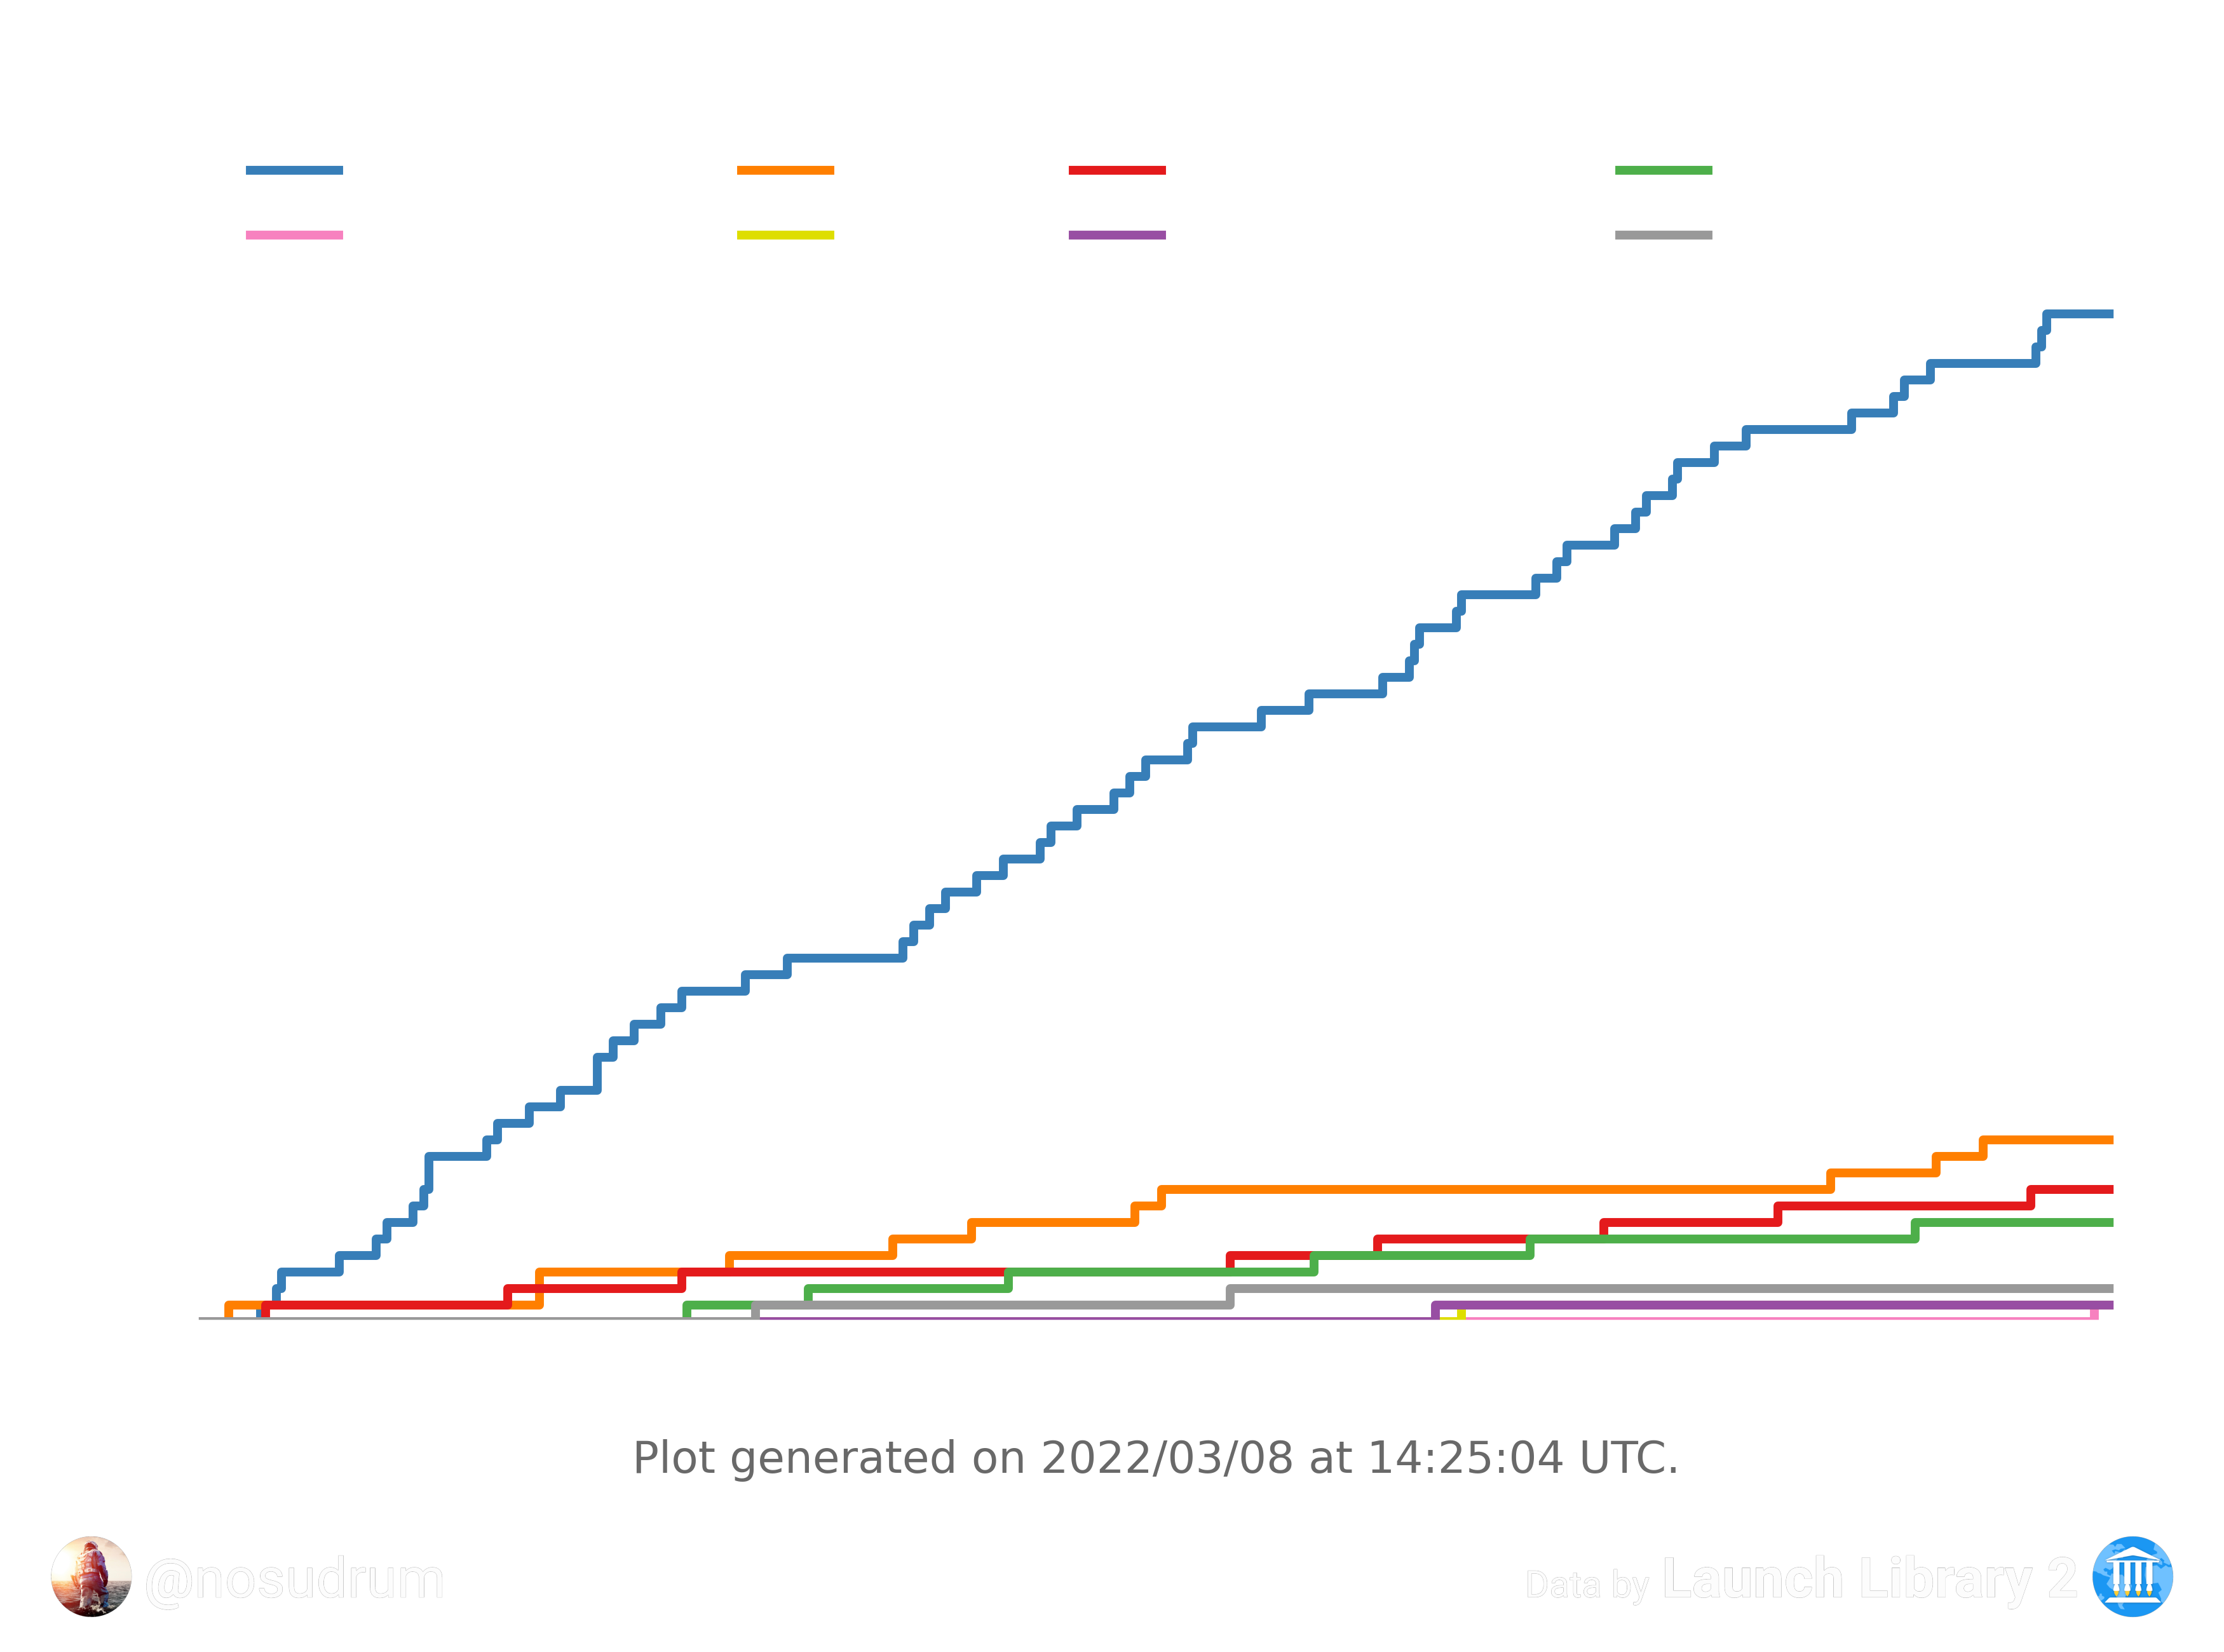 Plot generated on 2022/03/08 at 14:25:04 UTC.
@nosudrum
Data by Launch Library 2